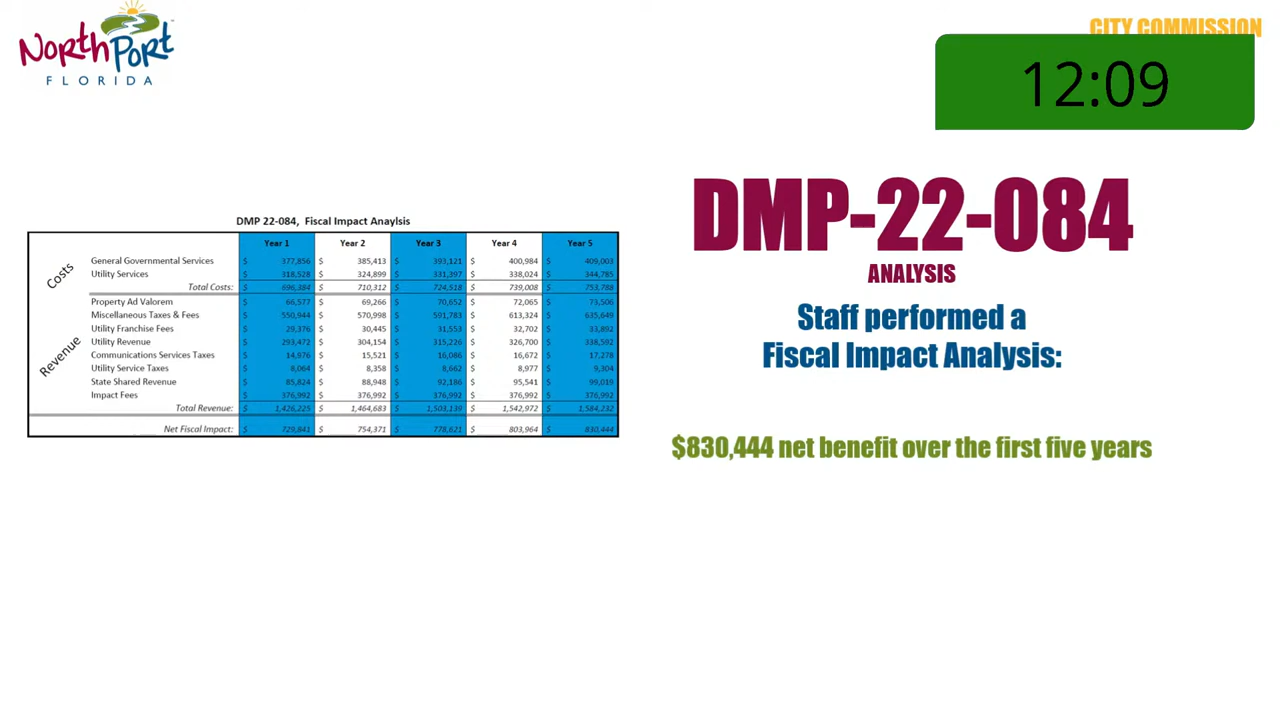 NorthPort
FLORIDA
CITY COMMISSION
12:09
DMP 22-084, Fiscal Impact Anaylsis
Year 1 Year 2 Year 3 Year 4 Year 5
Costs
General Governmental Services $ 377,856 $ 385,413 $ 393,121 $ 400,984 $ 409,003
Utility Services $ 318,528 $ 324,899 $ 331,397 $ 338,024 $ 344,785
Total Costs: $ 696,384 $ 710,312 $ 724,518 $ 739,008 $ 753,788
Revenue
Property Ad Valorem $ 66,577 $ 69,266 $ 70,652 $ 72,065 $ 73,506
Miscellaneous Taxes & Fees $ 550,944 $ 570,998 $ 591,783 $ 613,324 $ 635,649
Utility Franchise Fees $ 29,376 $ 30,445 $ 31,553 $ 32,702 $ 33,892
Utility Revenue $ 293,472 $ 304,154 $ 315,226 $ 326,700 $ 338,592
Communications Services Taxes $ 14,976 $ 15,521 $ 16,086 $ 16,672 $ 17,278
Utility Service Taxes $ 8,064 $ 8,358 $ 8,662 $ 8,977 $ 9,304
State Shared Revenue $ 85,824 $ 88,948 $ 92,186 $ 95,541 $ 99,019
Impact Fees $ 376,992 $ 376,992 $ 376,992 $ 376,992 $ 376,992
Total Revenue: $ 1,426,225 $ 1,464,683 $ 1,503,139 $ 1,542,972 $ 1,584,232
Net Fiscal Impact: $ 729,841 $ 754,371 $ 778,621 $ 803,964 $ 830,444
DMP-22-084
ANALYSIS
Staff performed a
Fiscal Impact Analysis:
$830,444 net benefit over the first five years